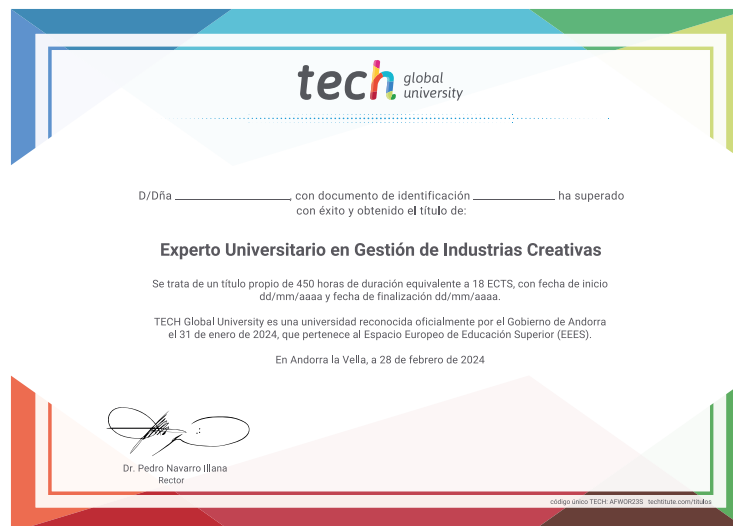 tech global
university
D/Dña ______________, con documento de identificación __________ ha superado
con éxito y obtenido el título de:
Experto Universitario en Gestión de Industrias Creativas
Se trata de un título propio de 450 horas de duración equivalente a 18 ECTS, con fecha de inicio
dd/mm/aaaa y fecha de finalización dd/mm/aaaa.
TECH Global University es una universidad reconocida oficialmente por el Gobierno de Andorra
el 31 de enero de 2024, que pertenece al Espacio Europeo de Educación Superior (EEES).
En Andorra la Vella, a 28 de febrero de 2024
Dr. Pedro Navarro Illana
Rector
código único TECH: AFWOR23S techtitute.com/titulos